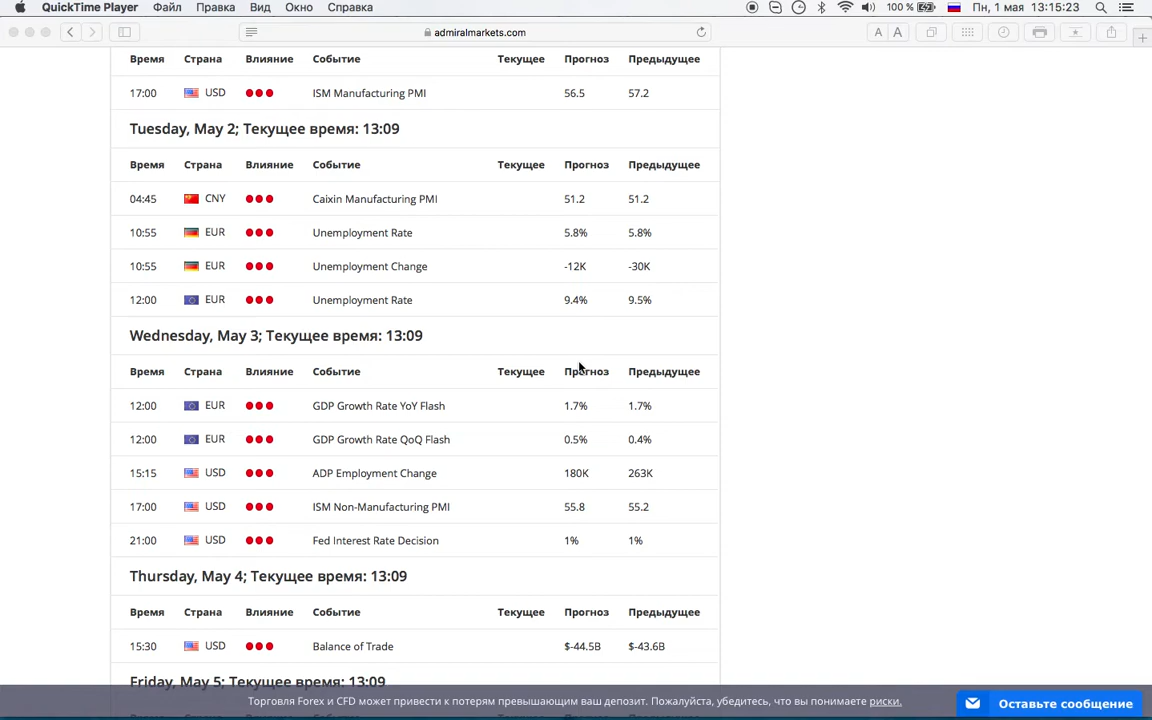 QuickTime Player Файл Правка Вид Окно Справка 100 % Пн, 1 мая 13:15:23
admiralmarkets.com A A
Время Страна Влияние Событие Текущее Прогноз Предыдущее
17:00 USD ISM Manufacturing PMI 56.5 57.2
Tuesday, May 2; Текущее время: 13:09
Время Страна Влияние Событие Текущее Прогноз Предыдущее
04:45 CNY Caixin Manufacturing PMI 51.2 51.2
10:55 EUR Unemployment Rate 5.8% 5.8%
10:55 EUR Unemployment Change -12K -30K
12:00 EUR Unemployment Rate 9.4% 9.5%
Wednesday, May 3; Текущее время: 13:09
Время Страна Влияние Событие Текущее Прогноз Предыдущее
12:00 EUR GDP Growth Rate YoY Flash 1.7% 1.7%
12:00 EUR GDP Growth Rate QoQ Flash 0.5% 0.4%
15:15 USD ADP Employment Change 180K 263K
17:00 USD ISM Non-Manufacturing PMI 55.8 55.2
21:00 USD Fed Interest Rate Decision 1% 1%
Thursday, May 4; Текущее время: 13:09
Время Страна Влияние Событие Текущее Прогноз Предыдущее
15:30 USD Balance of Trade $-44.5B $-43.6B
Friday, May 5; Текущее время: 13:09
Торговля Forex и CFD может привести к потерям превышающим ваш депозит. Пожалуйста, убедитесь, что вы понимаете риски.
Оставьте сообщение